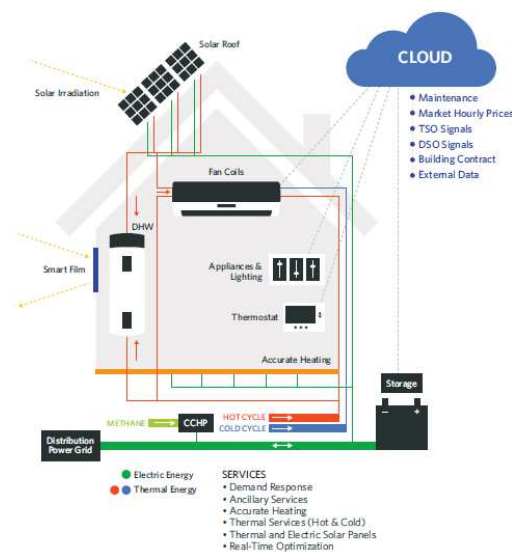 Solar Roof
CLOUD
Solar Irradiation
• Maintenance
• Market Hourly Prices
• TSO Signals
• DSO Signals
• Building Contract
• External Data
Fan Coils
DHW
Smart Film
Appliances &
Lighting
Thermostat
Accurate Heating
Storage
METHANE
CCHP
HOT CYCLE
COLD CYCLE
Distribution
Power Grid
Electric Energy
Thermal Energy
SERVICES
• Demand Response
• Ancillary Services
• Accurate Heating
• Thermal Services (Hot & Cold)
• Thermal and Electric Solar Panels
• Real-Time Optimization